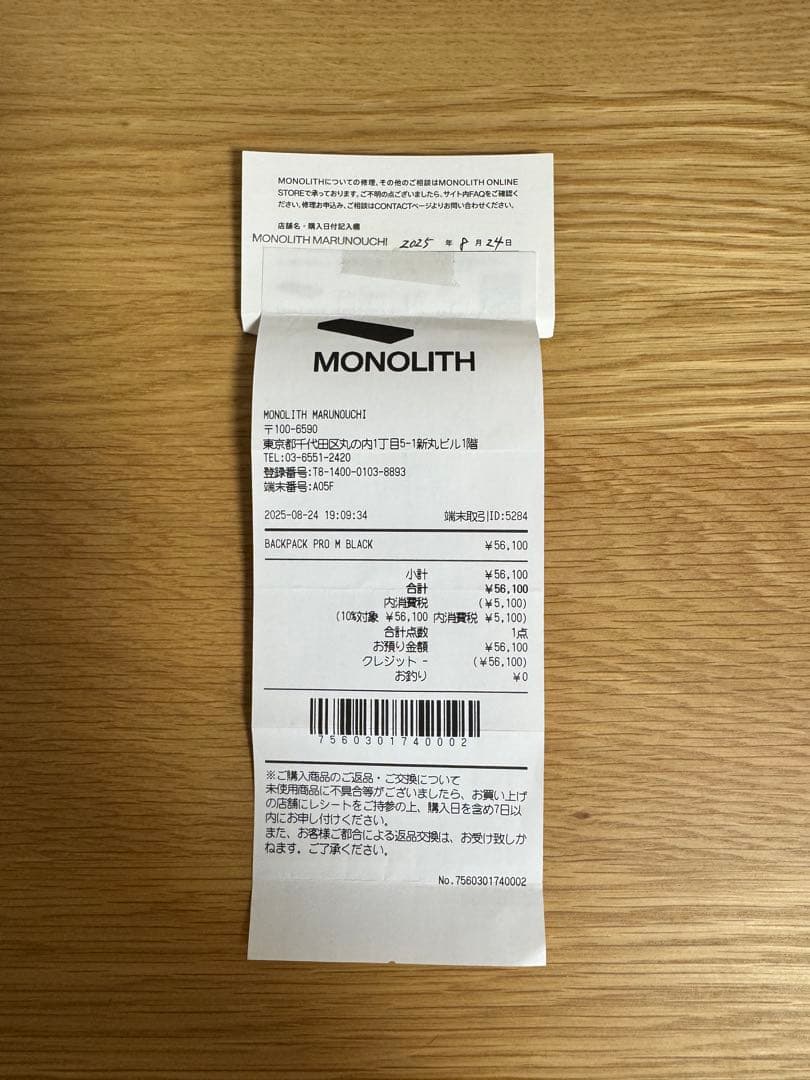 MONOLITHについての修理、その他のご相談はMONOLITH ONLINE
STOREで承っております。ご不明の点ございましたら、サイト内FAQをご確認く
ださい。修理お申込み、ご相談はCONTACTページよりお問い合わせください。
店舗名・購入日付記入欄
MONOLITH MARUNOUCHI 2025 年 8 月 24 日
MONOLITH
MONOLITH MARUNOUCHI
〒100-6590
東京都千代田区丸の内1丁目5-1新丸ビル1階
TEL:03-6551-2420
登録番号:T8-1400-0103-8893
端末番号:A05F
2025-08-24 19:09:34 端末取引ID:5284
BACKPACK PRO M BLACK ¥56,100
小計 ¥56,100
合計 ¥56,100
内消費税 (¥5,100)
(10%対象 ¥56,100 内消費税 ¥5,100)
合計点数 1点
お預り金額 ¥56,100
クレジット - (¥56,100)
お釣り ¥0
7560301740002
※ご購入商品のご返品・ご交換について
未使用商品に不具合等がございましたら、お買い上げ
の店舗にレシートをご持参の上、購入日を含め7日以
内にお申し付けください。
また、お客様ご都合による返品交換は、お受け致しか
ねます。ご了承ください。
No.7560301740002